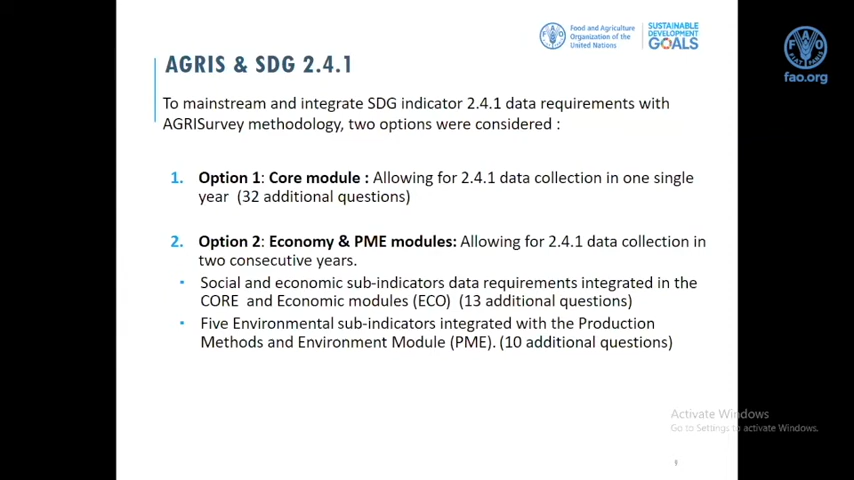 Food and Agriculture
Organization of the
United Nations
SUSTAINABLE
DEVELOPMENT
GOALS
FAO
FIAT PANIS
fao.org
AGRIS & SDG 2.4.1
To mainstream and integrate SDG indicator 2.4.1 data requirements with
AGRISurvey methodology, two options were considered :
1. Option 1: Core module : Allowing for 2.4.1 data collection in one single
year (32 additional questions)
2. Option 2: Economy & PME modules: Allowing for 2.4.1 data collection in
two consecutive years.
• Social and economic sub-indicators data requirements integrated in the
CORE and Economic modules (ECO) (13 additional questions)
• Five Environmental sub-indicators integrated with the Production
Methods and Environment Module (PME). (10 additional questions)
Activate Windows
Go to Settings to activate Windows.